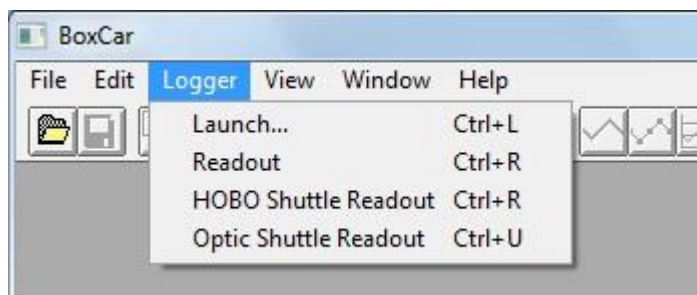 BoxCar
File Edit Logger View Window Help
Launch... Ctrl+L
Readout Ctrl+R
HOBO Shuttle Readout Ctrl+R
Optic Shuttle Readout Ctrl+U